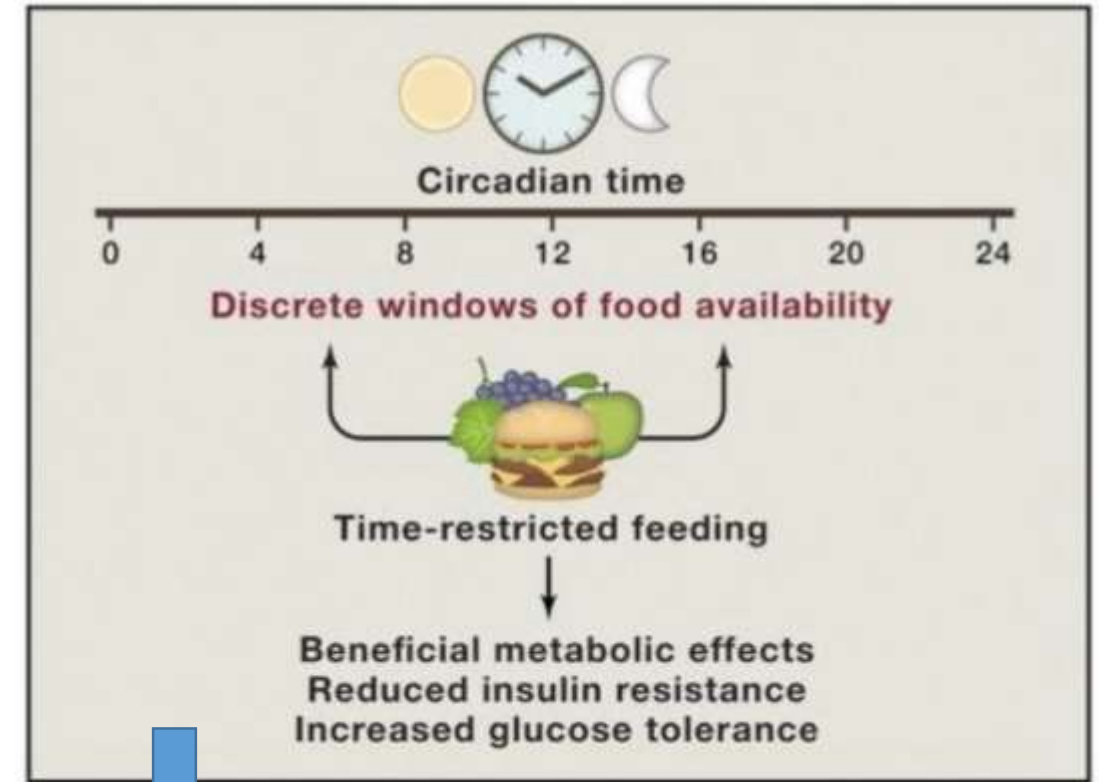 Circadian time
0 4 8 12 16 20 24
Discrete windows of food availability
Time-restricted feeding
Beneficial metabolic effects
Reduced insulin resistance
Increased glucose tolerance